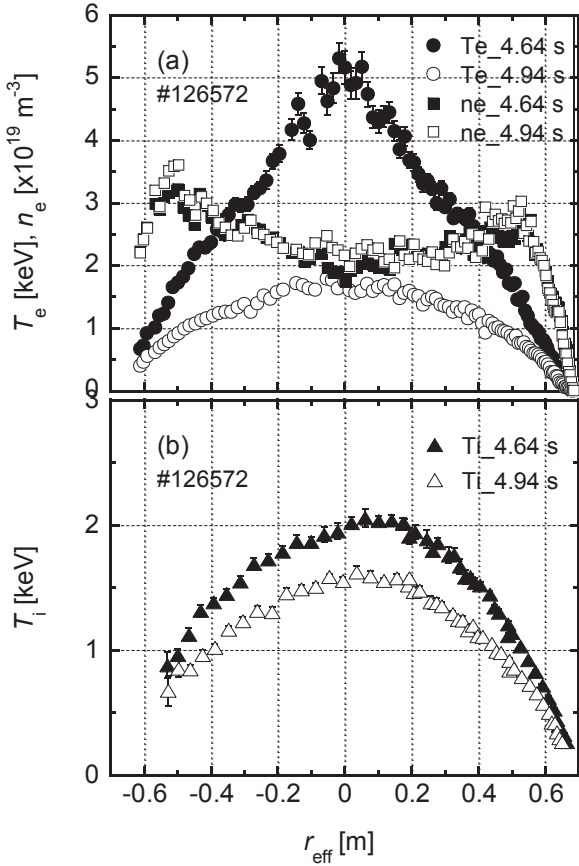 (a)
#126572
Te_4.64 s
Te_4.94 s
ne_4.64 s
ne_4.94 s
6
5
4
3
2
1
0
T_e [keV], n_e [x10^19 m^-3]
(b)
#126572
Ti_4.64 s
Ti_4.94 s
3
2
1
0
T_i [keV]
-0.6 -0.4 -0.2 0 0.2 0.4 0.6
r_eff [m]